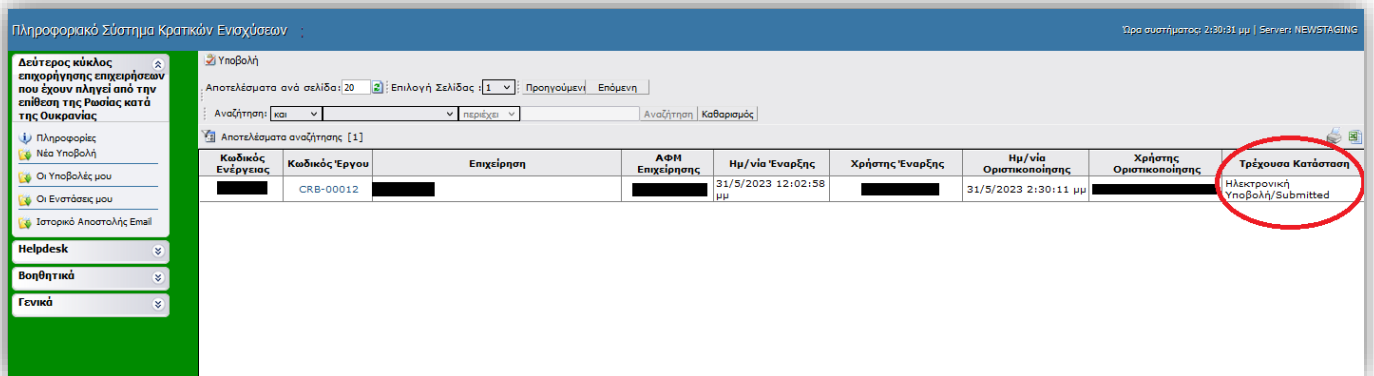 Πληροφοριακό Σύστημα Κρατικών Ενισχύσεων :
Ώρα συστήματος: 2:30:31 μμ | Server: NEWSTAGING
Δεύτερος κύκλος
επιχορήγησης επιχειρήσεων
που έχουν πληγεί από την
επίθεση της Ρωσίας κατά
της Ουκρανίας
Πληροφορίες
Νέα Υποβολή
Οι Υποβολές μου
Οι Ενστάσεις μου
Ιστορικό Αποστολής Email
Helpdesk
Βοηθητικά
Γενικά
Υποβολή
Αποτελέσματα ανά σελίδα: 20 Επιλογή Σελίδας : 1 Προηγούμενη Επόμενη
Αναζήτηση: και περιέχει Αναζήτηση Καθαρισμός
Αποτελέσματα αναζήτησης [1]
Κωδικός Ενέργειας Κωδικός Έργου Επιχείρηση ΑΦΜ Επιχείρησης Ημ/νία Έναρξης Χρήστης Έναρξης Ημ/νία Οριστικοποίησης Χρήστης Οριστικοποίησης Τρέχουσα Κατάσταση
CRB-00012 31/5/2023 12:02:58 μμ 31/5/2023 2:30:11 μμ Ηλεκτρονική Υποβολή/Submitted